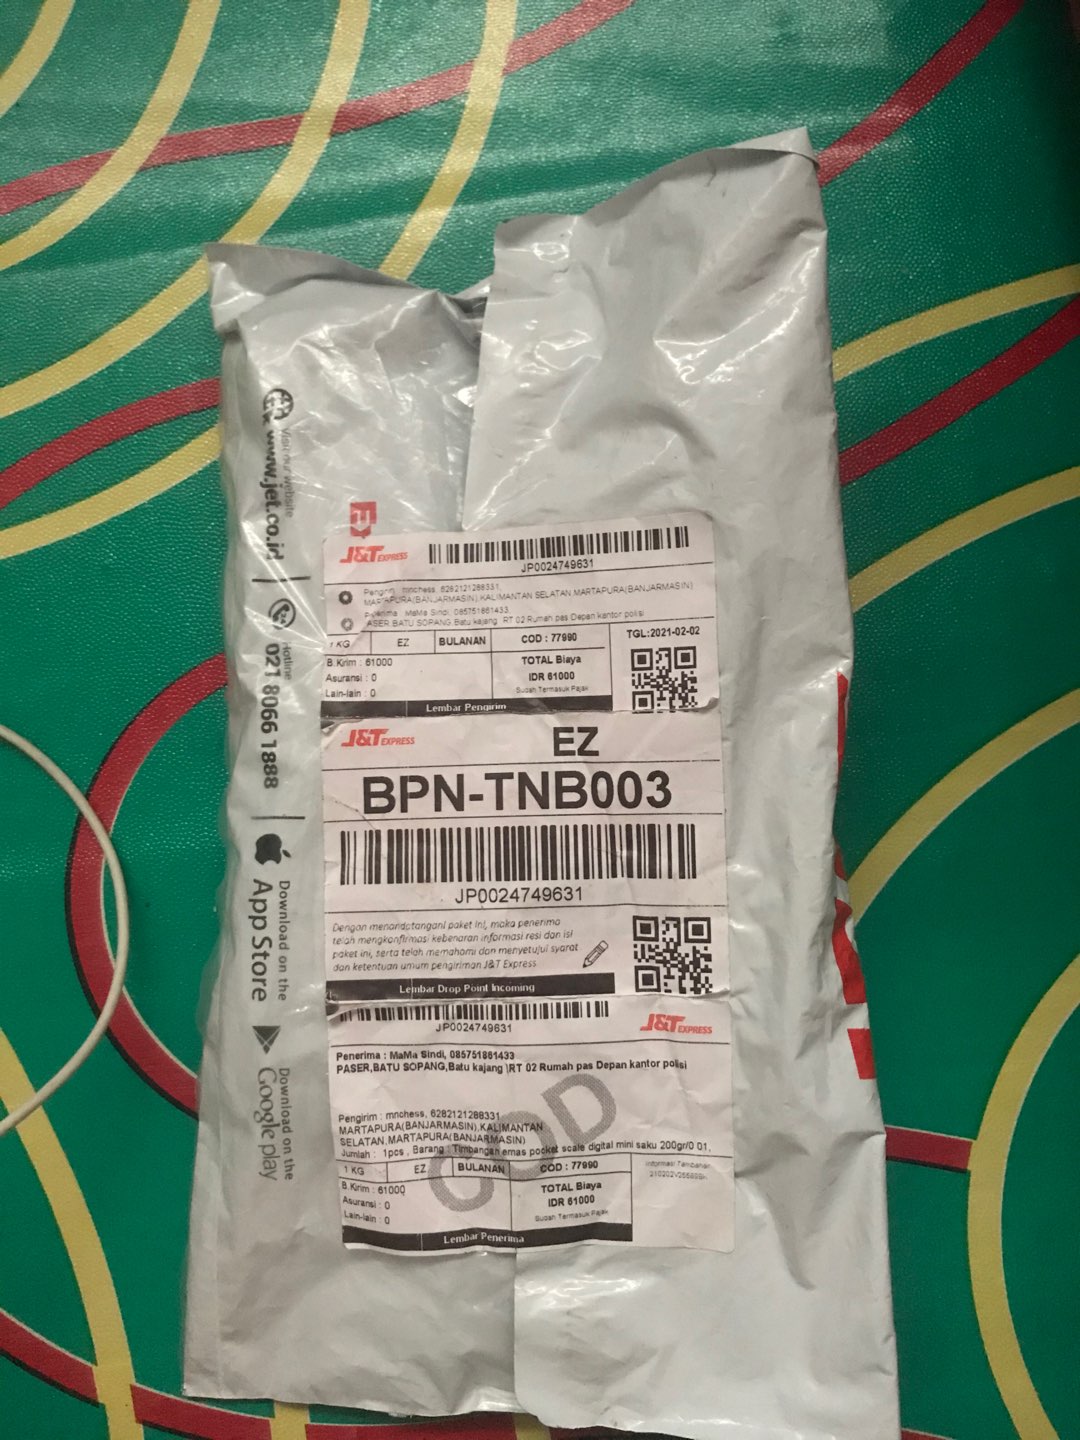 Visit our website
www.jet.co.id
Hotline
021 8066 1888
Download on the
App Store
Download on the
Google play
J&T EXPRESS
JP0024749631
Pengirim mnchess, 6282121288331,
MARTAPURA(BANJARMASIN),KALIMANTAN SELATAN,MARTAPURA(BANJARMASIN)
MaMa Sindi, 085751861433
ASER,BATU SOPANG,Batu kajang RT 02 Rumah pas Depan kantor polisi
1 KG EZ BULANAN COD : 77990 TGL:2021-02-02
B.Kirim : 61000
Asuransi : 0
Lain-lain : 0
TOTAL Biaya
IDR 61000
Sudah Termasuk Pajak
Lembar Pengirim
J&T EXPRESS
EZ
BPN-TNB003
JP0024749631
Dengan menandatangani paket ini, maka penerima
telah mengkonfirmasi kebenaran informasi resi dan isi
paket ini, serta telah memahami dan menyetujui syarat
dan ketentuan umum pengiriman J&T Express
Lembar Drop Point Incoming
JP0024749631
J&T EXPRESS
Penerima : MaMa Sindi, 085751861433
PASER,BATU SOPANG,Batu kajang \RT 02 Rumah pas Depan kantor polisi
COD
Pengirim : mnchess, 6282121288331
MARTAPURA(BANJARMASIN),KALIMANTAN
SELATAN,MARTAPURA(BANJARMASIN)
Jumlah : 1pcs , Barang : Timbangan emas pocket scale digital mini saku 200gr/0 01,
1 KG EZ BULANAN COD : 77990
Informasi Tambahan
B.Kirim : 61000
Asuransi : 0
Lain-lain : 0
TOTAL Biaya
IDR 61000
Sudah Termasuk Pajak
Lembar Penerima